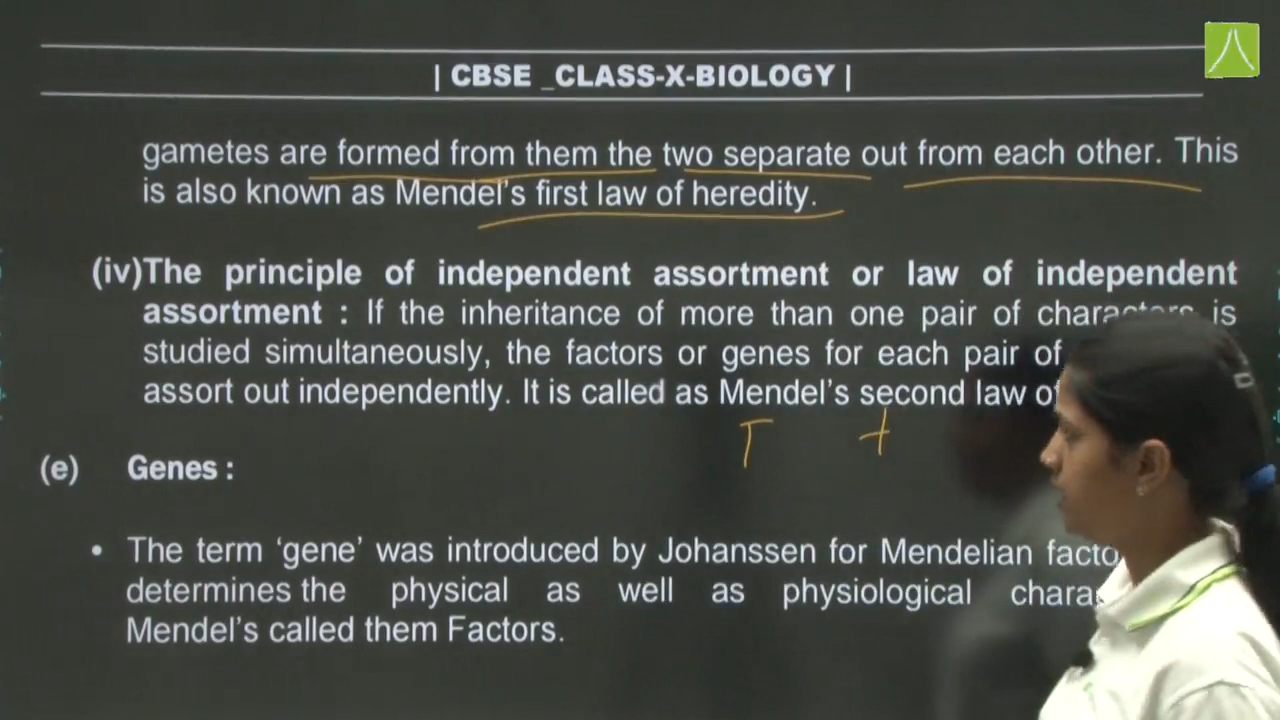 | CBSE _CLASS-X-BIOLOGY |
gametes are formed from them the two separate out from each other. This
is also known as Mendel's first law of heredity.
(iv)The principle of independent assortment or law of independent
assortment : If the inheritance of more than one pair of characters is
studied simultaneously, the factors or genes for each pair of
assort out independently. It is called as Mendel's second law of
T t
(e) Genes :
• The term ‘gene’ was introduced by Johanssen for Mendelian
determines the physical as well as physiological
Mendel's called them Factors.